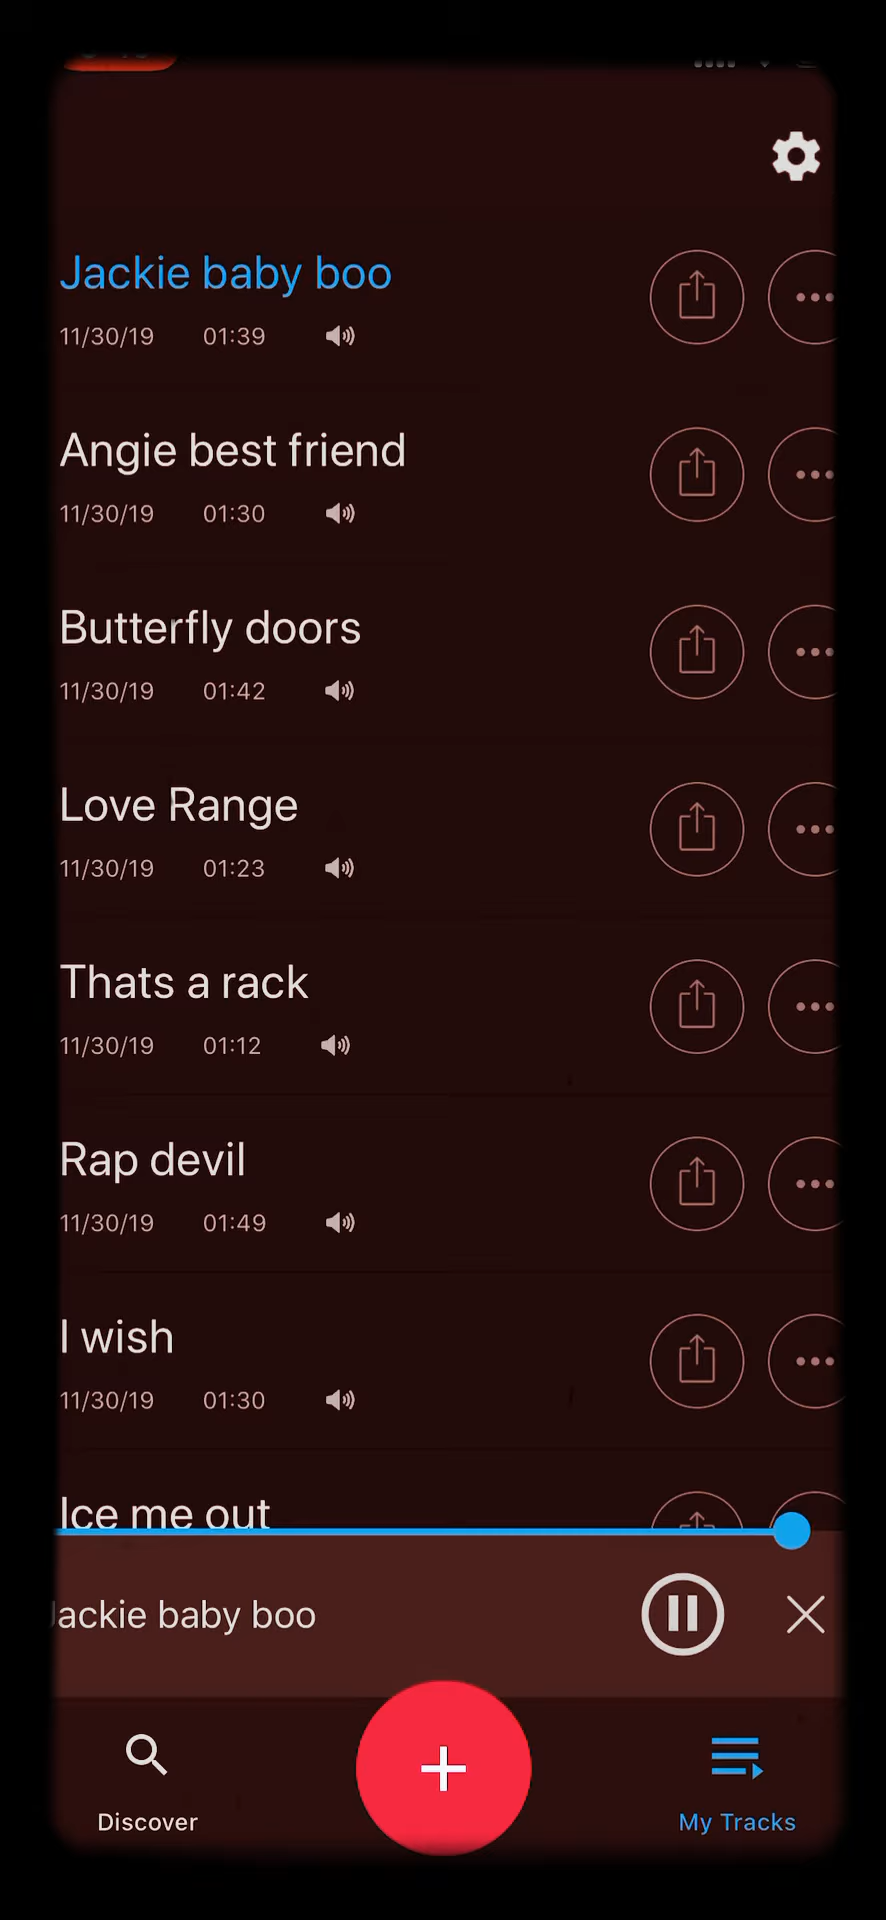 Jackie baby boo
11/30/19 01:39
Angie best friend
11/30/19 01:30
Butterfly doors
11/30/19 01:42
Love Range
11/30/19 01:23
Thats a rack
11/30/19 01:12
Rap devil
11/30/19 01:49
I wish
11/30/19 01:30
Ice me out
Jackie baby boo
Discover
My Tracks